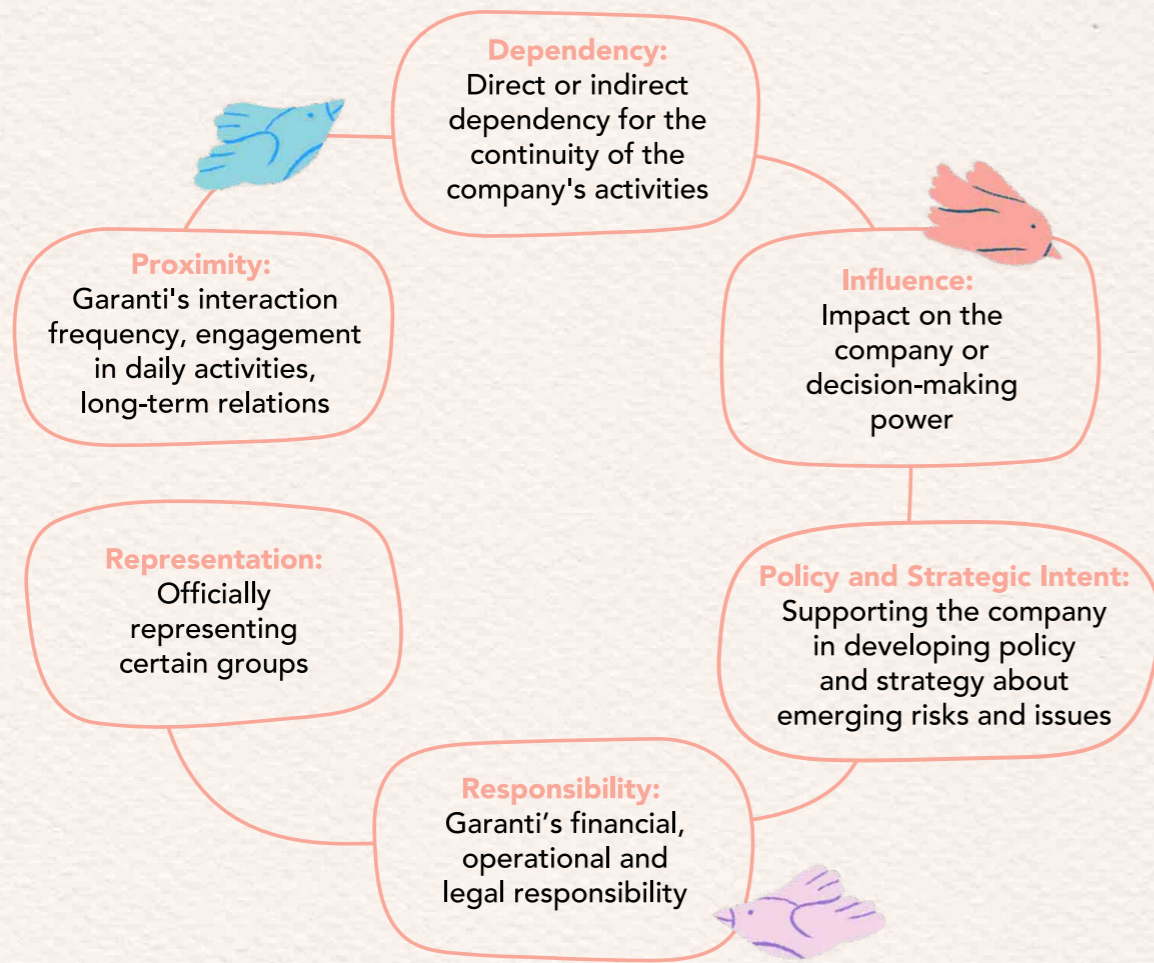 Dependency:
Direct or indirect
dependency for the
continuity of the
company's activities
Proximity:
Garanti's interaction
frequency, engagement
in daily activities,
long-term relations
Influence:
Impact on the
company or
decision-making
power
Representation:
Officially
representing
certain groups
Policy and Strategic Intent:
Supporting the company
in developing policy
and strategy about
emerging risks and issues
Responsibility:
Garanti’s financial,
operational and
legal responsibility